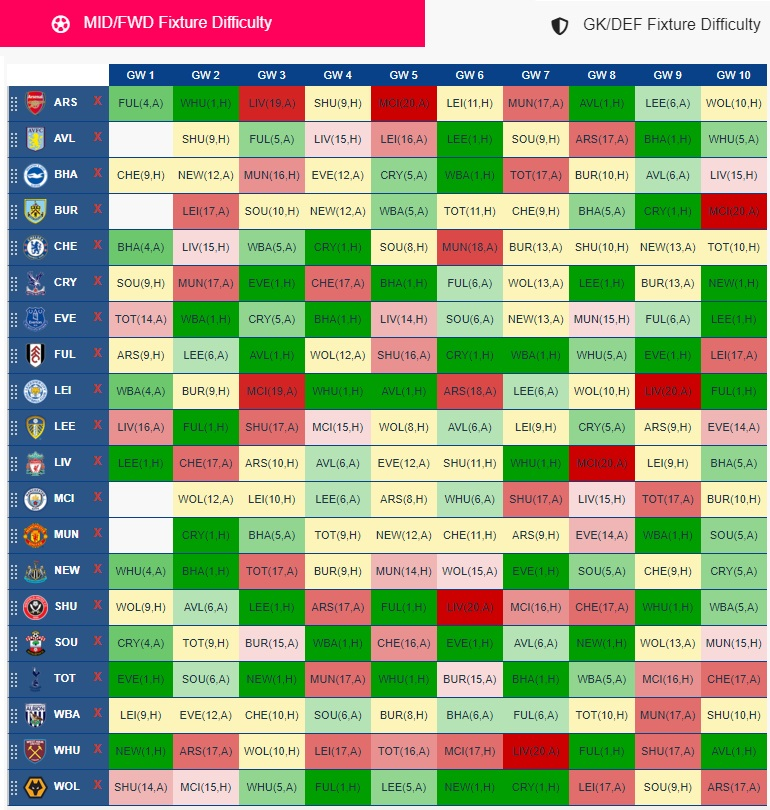 MID/FWD Fixture Difficulty GK/DEF Fixture Difficulty
GW 1 GW 2 GW 3 GW 4 GW 5 GW 6 GW 7 GW 8 GW 9 GW 10
ARS X FUL(4,A) WHU(1,H) LIV(19,A) SHU(9,H) MCI(20,A) LEI(11,H) MUN(17,A) AVL(1,H) LEE(6,A) WOL(10,H)
AVL X SHU(9,H) FUL(5,A) LIV(15,H) LEI(16,A) LEE(1,H) SOU(9,H) ARS(17,A) BHA(1,H) WHU(5,A)
BHA X CHE(9,H) NEW(12,A) MUN(16,H) EVE(12,A) CRY(5,A) WBA(1,H) TOT(17,A) BUR(10,H) AVL(6,A) LIV(15,H)
BUR X LEI(17,A) SOU(10,H) NEW(12,A) WBA(5,A) TOT(11,H) CHE(9,H) BHA(5,A) CRY(1,H) MCI(20,A)
CHE X BHA(4,A) LIV(15,H) WBA(5,A) CRY(1,H) SOU(8,H) MUN(18,A) BUR(13,A) SHU(10,H) NEW(13,A) TOT(10,H)
CRY X SOU(9,H) MUN(17,A) EVE(1,H) CHE(17,A) BHA(1,H) FUL(6,A) WOL(13,A) LEE(1,H) BUR(13,A) NEW(1,H)
EVE X TOT(14,A) WBA(1,H) CRY(5,A) BHA(1,H) LIV(14,H) SOU(6,A) NEW(13,A) MUN(15,H) FUL(6,A) LEE(1,H)
FUL X ARS(9,H) LEE(6,A) AVL(1,H) WOL(12,A) SHU(16,A) CRY(1,H) WBA(1,H) WHU(5,A) EVE(1,H) LEI(17,A)
LEI X WBA(4,A) BUR(9,H) MCI(19,A) WHU(1,H) AVL(1,H) ARS(18,A) LEE(6,A) WOL(10,H) LIV(20,A) FUL(1,H)
LEE X LIV(16,A) FUL(1,H) SHU(17,A) MCI(15,H) WOL(8,H) AVL(6,A) LEI(9,H) CRY(5,A) ARS(9,H) EVE(14,A)
LIV X LEE(1,H) CHE(17,A) ARS(10,H) AVL(6,A) EVE(12,A) SHU(11,H) WHU(1,H) MCI(20,A) LEI(9,H) BHA(5,A)
MCI X WOL(12,A) LEI(10,H) LEE(6,A) ARS(8,H) WHU(6,A) SHU(17,A) LIV(15,H) TOT(17,A) BUR(10,H)
MUN X CRY(1,H) BHA(5,A) TOT(9,H) NEW(12,A) CHE(11,H) ARS(9,H) EVE(14,A) WBA(1,H) SOU(5,A)
NEW X WHU(4,A) BHA(1,H) TOT(17,A) BUR(9,H) MUN(14,H) WOL(15,A) EVE(1,H) SOU(5,A) CHE(9,H) CRY(5,A)
SHU X WOL(9,H) AVL(6,A) LEE(1,H) ARS(17,A) FUL(1,H) LIV(20,A) MCI(16,H) CHE(17,A) WHU(1,H) WBA(5,A)
SOU X CRY(4,A) TOT(9,H) BUR(15,A) WBA(1,H) CHE(16,A) EVE(1,H) AVL(6,A) NEW(1,H) WOL(13,A) MUN(15,H)
TOT X EVE(1,H) SOU(6,A) NEW(1,H) MUN(17,A) WHU(1,H) BUR(15,A) BHA(1,H) WBA(5,A) MCI(16,H) CHE(17,A)
WBA X LEI(9,H) EVE(12,A) CHE(10,H) SOU(6,A) BUR(8,H) BHA(6,A) FUL(6,A) TOT(10,H) MUN(17,A) SHU(10,H)
WHU X NEW(1,H) ARS(17,A) WOL(10,H) LEI(17,A) TOT(16,A) MCI(17,H) LIV(20,A) FUL(1,H) SHU(17,A) AVL(1,H)
WOL X SHU(14,A) MCI(15,H) WHU(5,A) FUL(1,H) LEE(5,A) NEW(1,H) CRY(1,H) LEI(17,A) SOU(9,H) ARS(17,A)